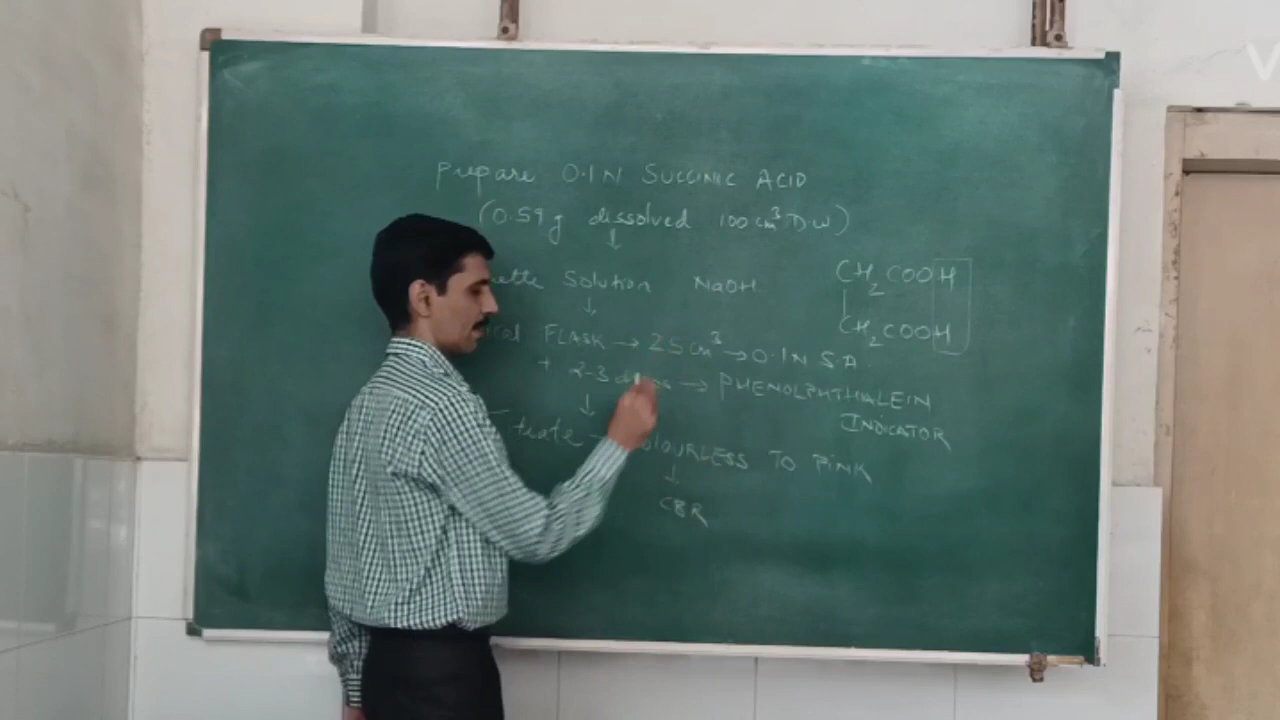 Prepare 0.1N SUCCINIC ACID
(0.59g dissolved 100cm³ D.W)
↓
Solution NaOH
↓
FLASK → 25cm³ → 0.1N S.A.
+ 2-3 → PHENOLPHTHALEIN
INDICATOR
↓
COLOURLESS TO PINK
↓
CBR
CH₂COOH
|
CH₂COOH